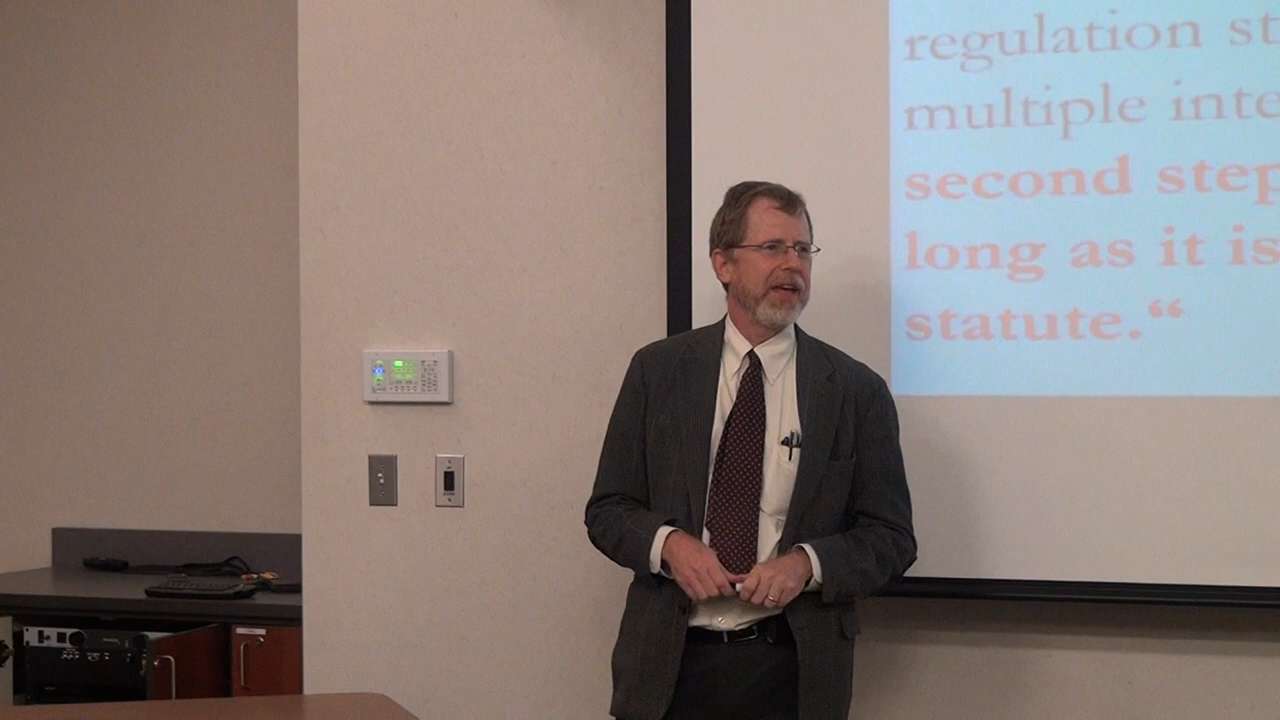 regulation st
multiple inte
second step
long as it is
statute.“